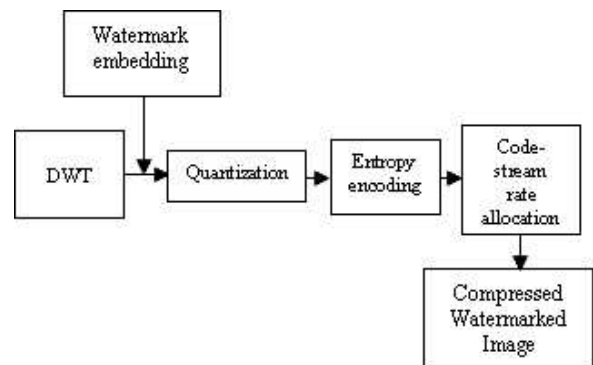 Watermark
embedding
DWT
Quantization
Entropy
encoding
Code-
stream
rate
allocation
Compressed
Watermarked
Image